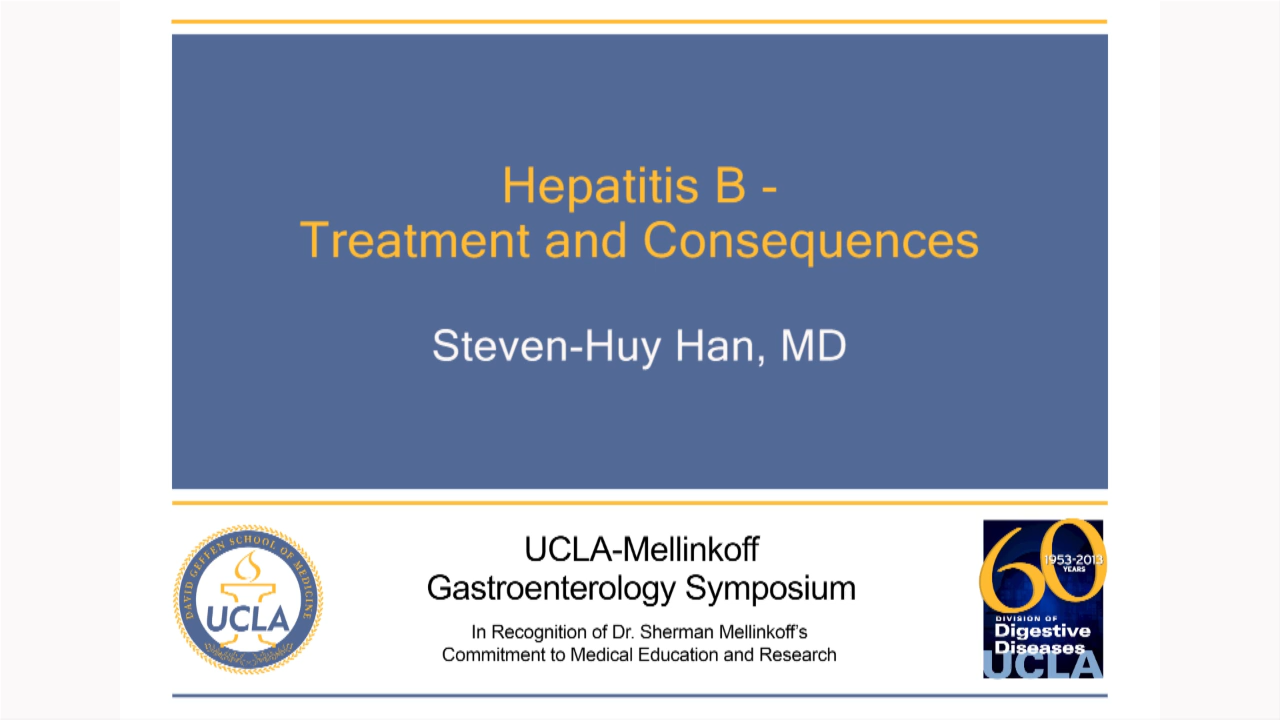 Hepatitis B -
Treatment and Consequences
Steven-Huy Han, MD
DAVID GEFFEN SCHOOL OF MEDICINE
UCLA
UCLA-Mellinkoff
Gastroenterology Symposium
In Recognition of Dr. Sherman Mellinkoff's
Commitment to Medical Education and Research
60
1953-2013
YEARS
DIVISION OF
Digestive
Diseases
UCLA